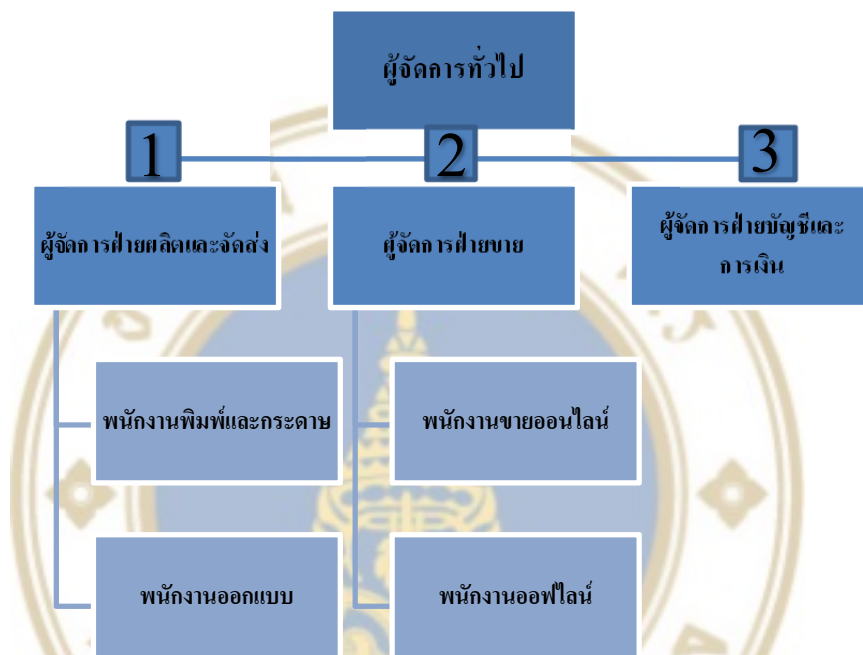 ผู้จัดการทั่วไป
1
2
3
ผู้จัดการฝ่ายผลิตและจัดส่ง
ผู้จัดการฝ่ายขาย
ผู้จัดการฝ่ายบัญชีและ
การเงิน
พนักงานพิมพ์และกระดาษ
พนักงานขายออนไลน์
พนักงานออกแบบ
พนักงานออฟไลน์